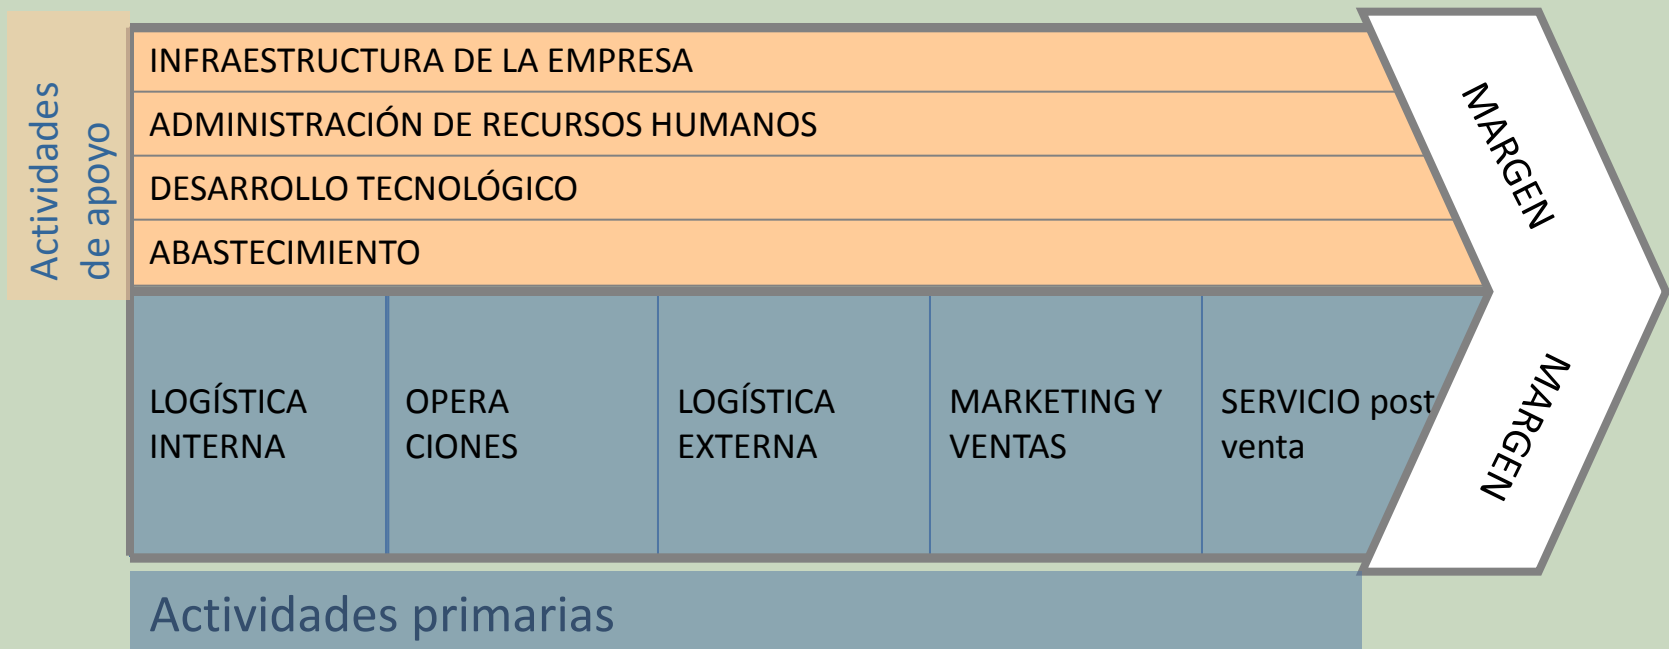 Actividades
de apoyo
INFRAESTRUCTURA DE LA EMPRESA
ADMINISTRACIÓN DE RECURSOS HUMANOS
DESARROLLO TECNOLÓGICO
ABASTECIMIENTO
MARGEN
LOGÍSTICA
INTERNA
OPERA
CIONES
LOGÍSTICA
EXTERNA
MARKETING Y
VENTAS
SERVICIO post
venta
MARGEN
Actividades primarias